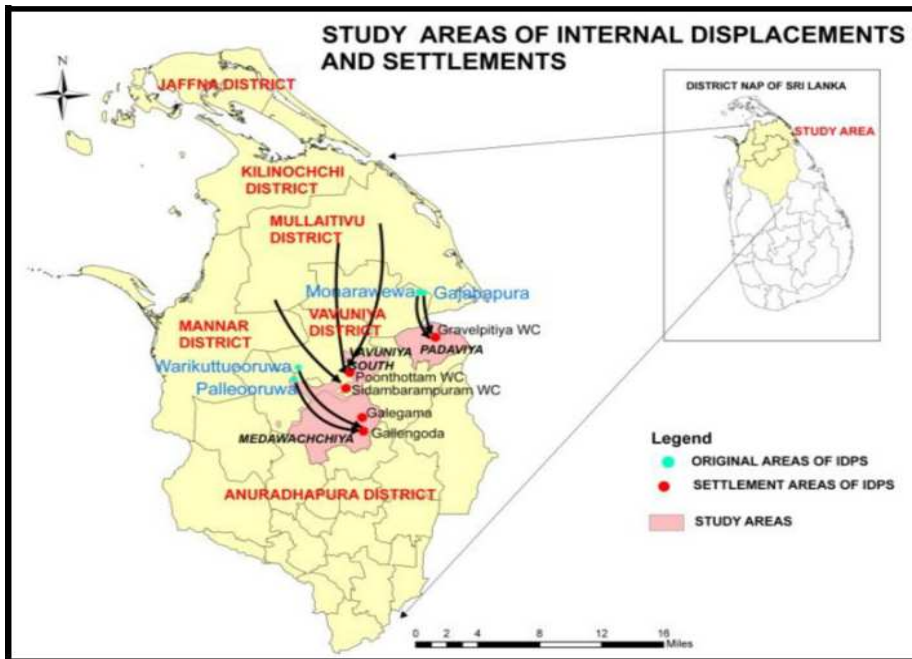 STUDY AREAS OF INTERNAL DISPLACEMENTS
AND SETTLEMENTS
N
JAFFNA DISTRICT
DISTRICT NAP OF SRI LANKA
STUDY AREA
KILINOCHCHI
DISTRICT
MULLAITIVU
DISTRICT
Monarawewa
Gajabapura
MANNAR
DISTRICT
VAVUNIYA
DISTRICT
Gravelpitiya WC
PADAVIYA
VAVUNIYA
SOUTH
Warikuttuooruwa
Palleooruwa
Poonthottam WC
Sidambarampuram WC
Galegama
Gallengoda
MEDAWACHCHIYA
ANURADHAPURA DISTRICT
Legend
ORIGINAL AREAS OF IDPS
SETTLEMENT AREAS OF IDPS
STUDY AREAS
0 2 4 8 12 16
Miles